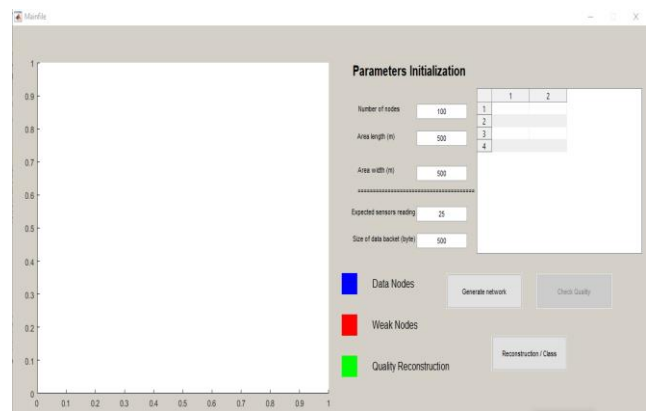 Mainfile
Parameters Initialization
Number of nodes 100
Area length (m) 500
Area width (m) 500
Expected sensors reading 25
Size of data backet (byte) 500
1 2
1
2
3
4
Data Nodes
Weak Nodes
Quality Reconstruction
Generate network
Check Quality
Reconstruction / Class
1
0.9
0.8
0.7
0.6
0.5
0.4
0.3
0.2
0.1
0
0 0.1 0.2 0.3 0.4 0.5 0.6 0.7 0.8 0.9 1